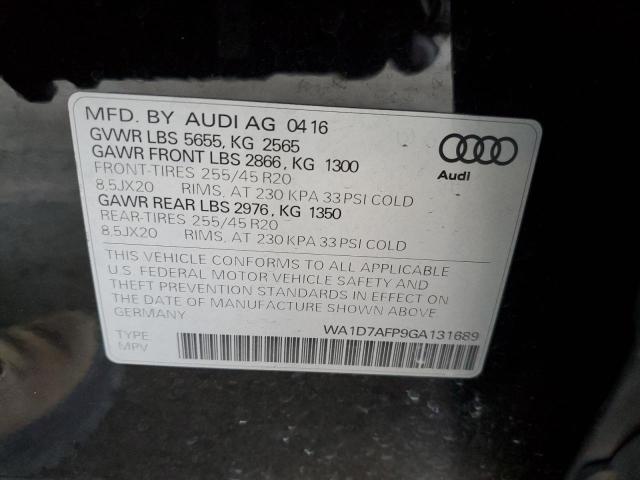 MFD. BY AUDI AG 04 16
GVWR LBS 5655, KG 2565
GAWR FRONT LBS 2866, KG 1300
FRONT-TIRES 255/45 R20
8.5JX20 RIMS, AT 230 KPA 33 PSI COLD
GAWR REAR LBS 2976, KG 1350
REAR-TIRES 255/45 R20
8.5JX20 RIMS, AT 230 KPA 33 PSI COLD
Audi
THIS VEHICLE CONFORMS TO ALL APPLICABLE
U.S. FEDERAL MOTOR VEHICLE SAFETY AND
THEFT PREVENTION STANDARDS IN EFFECT ON
THE DATE OF MANUFACTURE SHOWN ABOVE
GERMANY
WA1D7AFP9GA131689
TYPE
MPV